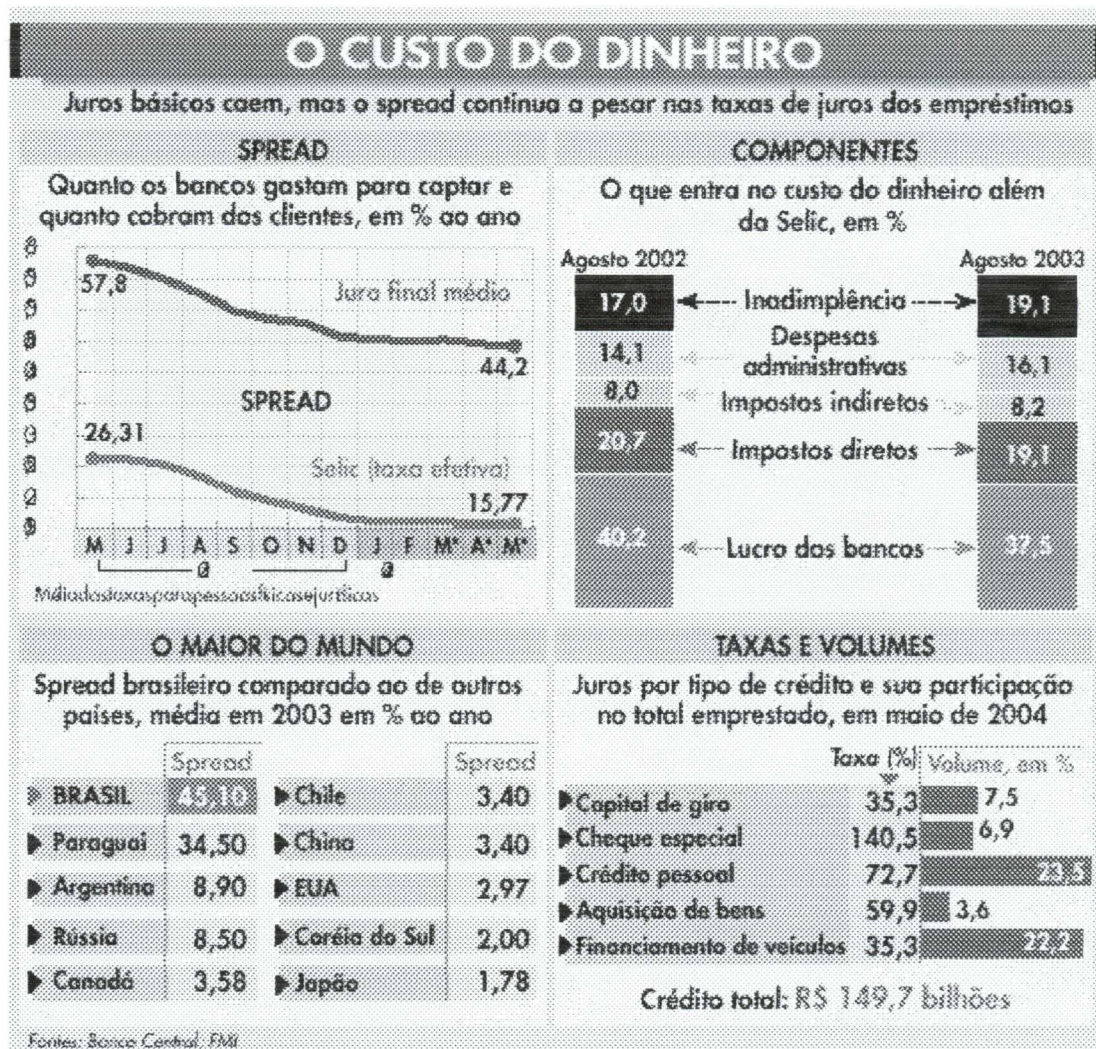 O CUSTO DO DINHEIRO
Juros básicos caem, mas o spread continua a pesar nas taxas de juros dos empréstimos
SPREAD
Quanto os bancos gastam para captar e
quanto cobram dos clientes, em % ao ano
57,8
Juro final médio
44,2
SPREAD
26,31
Selic (taxa efetiva)
15,77
M J J A S O N D J F M* A* M*
Médiadastaxasparapessoasfísicasejurídicas
COMPONENTES
O que entra no custo do dinheiro além
da Selic, em %
Agosto 2002 Agosto 2003
17,0 Inadimplência 19,1
14,1 Despesas
administrativas 16,1
8,0 Impostos indiretos 8,2
20,7 Impostos diretos 19,1
40,2 Lucro dos bancos 37,5
O MAIOR DO MUNDO
Spread brasileiro comparado ao de outros
países, média em 2003 em % ao ano
Spread Spread
BRASIL 45,10 Chile 3,40
Paraguai 34,50 China 3,40
Argentina 8,90 EUA 2,97
Rússia 8,50 Coréia do Sul 2,00
Canadá 3,58 Japão 1,78
TAXAS E VOLUMES
Juros por tipo de crédito e sua participação
no total emprestado, em maio de 2004
Taxa (%) Volume, em %
Capital de giro 35,3 7,5
Cheque especial 140,5 6,9
Crédito pessoal 72,7 23,5
Aquisição de bens 59,9 3,6
Financiamento de veículos 35,3 22,2
Crédito total: R$ 149,7 bilhões
Fontes: Banco Central, FMI